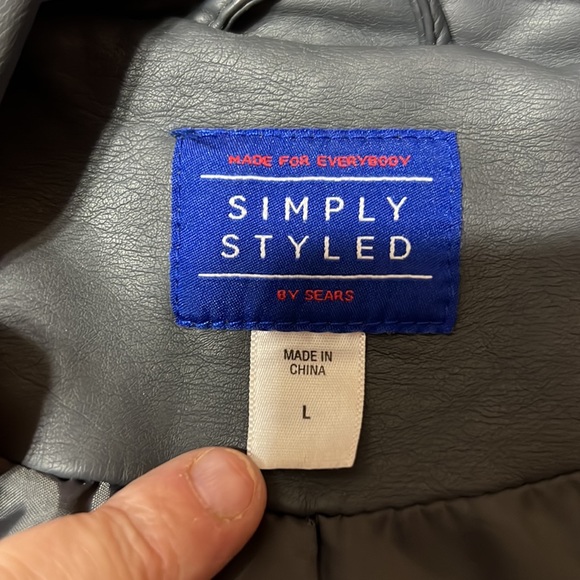 MADE FOR EVERYBODY
SIMPLY
STYLED
BY SEARS
MADE IN
CHINA
L